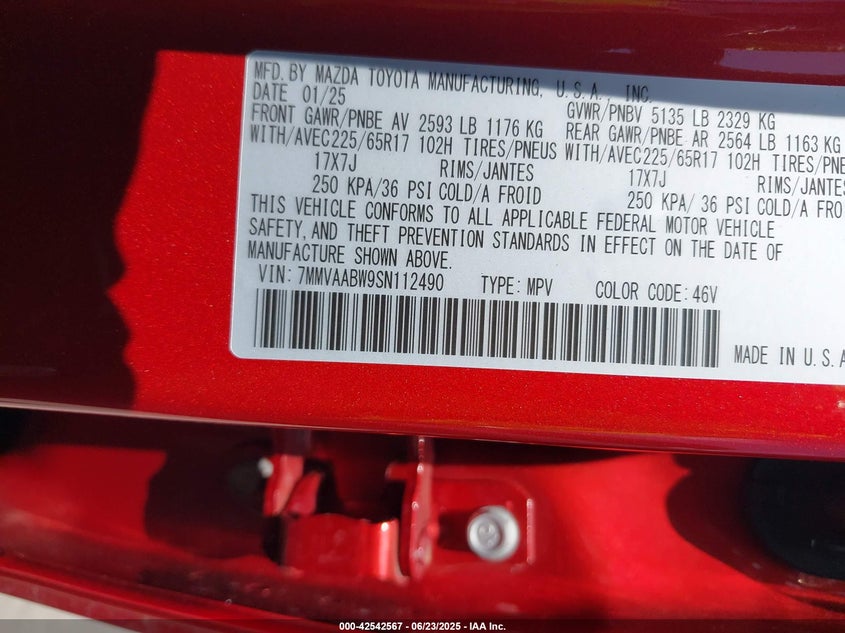 MFD. BY MAZDA TOYOTA MANUFACTURING, U.S.A., INC.
DATE 01/25 GVWR/PNBV 5135 LB 2329 KG
FRONT GAWR/PNBE AV 2593 LB 1176 KG REAR GAWR/PNBE AR 2564 LB 1163 KG
WITH/AVEC225/65R17 102H TIRES/PNEUS WITH/AVEC225/65R17 102H TIRES/PNE
17X7J RIMS/JANTES 17X7J RIMS/JANTES
250 KPA/36 PSI COLD/A FROID 250 KPA/ 36 PSI COLD/A FRO
THIS VEHICLE CONFORMS TO ALL APPLICABLE FEDERAL MOTOR VEHICLE
SAFETY, AND THEFT PREVENTION STANDARDS IN EFFECT ON THE DATE OF
MANUFACTURE SHOWN ABOVE.
VIN: 7MMVAABW9SN112490 TYPE: MPV COLOR CODE: 46V
MADE IN U.S.A
000-42542567 - 06/23/2025 - IAA Inc.